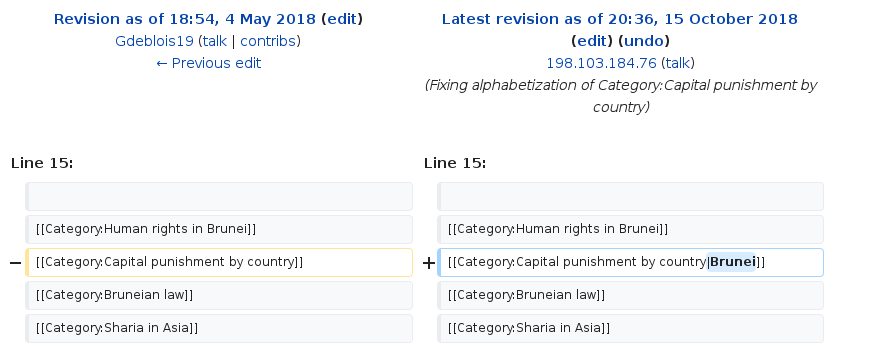 Revision as of 18:54, 4 May 2018 (edit)
Gdeblois19 (talk | contribs)
← Previous edit
Latest revision as of 20:36, 15 October 2018
(edit) (undo)
198.103.184.76 (talk)
(Fixing alphabetization of Category:Capital punishment by
country)
Line 15:
Line 15:
[[Category:Human rights in Brunei]]
[[Category:Human rights in Brunei]]
− [[Category:Capital punishment by country]]
+ [[Category:Capital punishment by country|Brunei]]
[[Category:Bruneian law]]
[[Category:Bruneian law]]
[[Category:Sharia in Asia]]
[[Category:Sharia in Asia]]